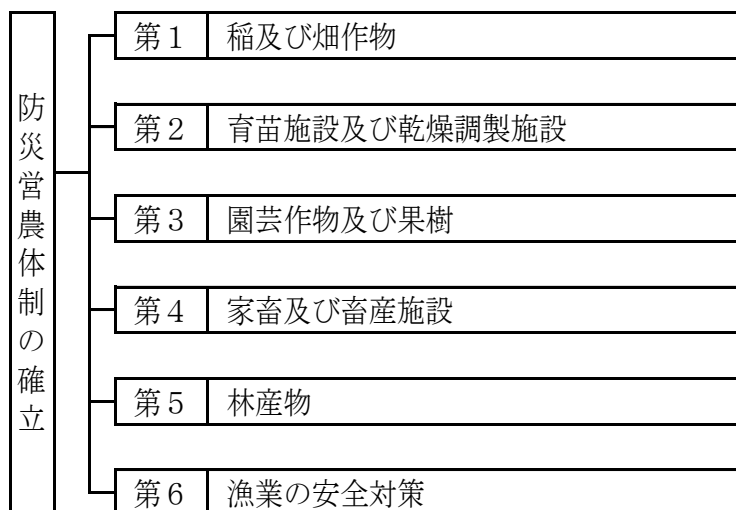 防災営農体制の確立
第１ 稲及び畑作物
第２ 育苗施設及び乾燥調製施設
第３ 園芸作物及び果樹
第４ 家畜及び畜産施設
第５ 林産物
第６ 漁業の安全対策